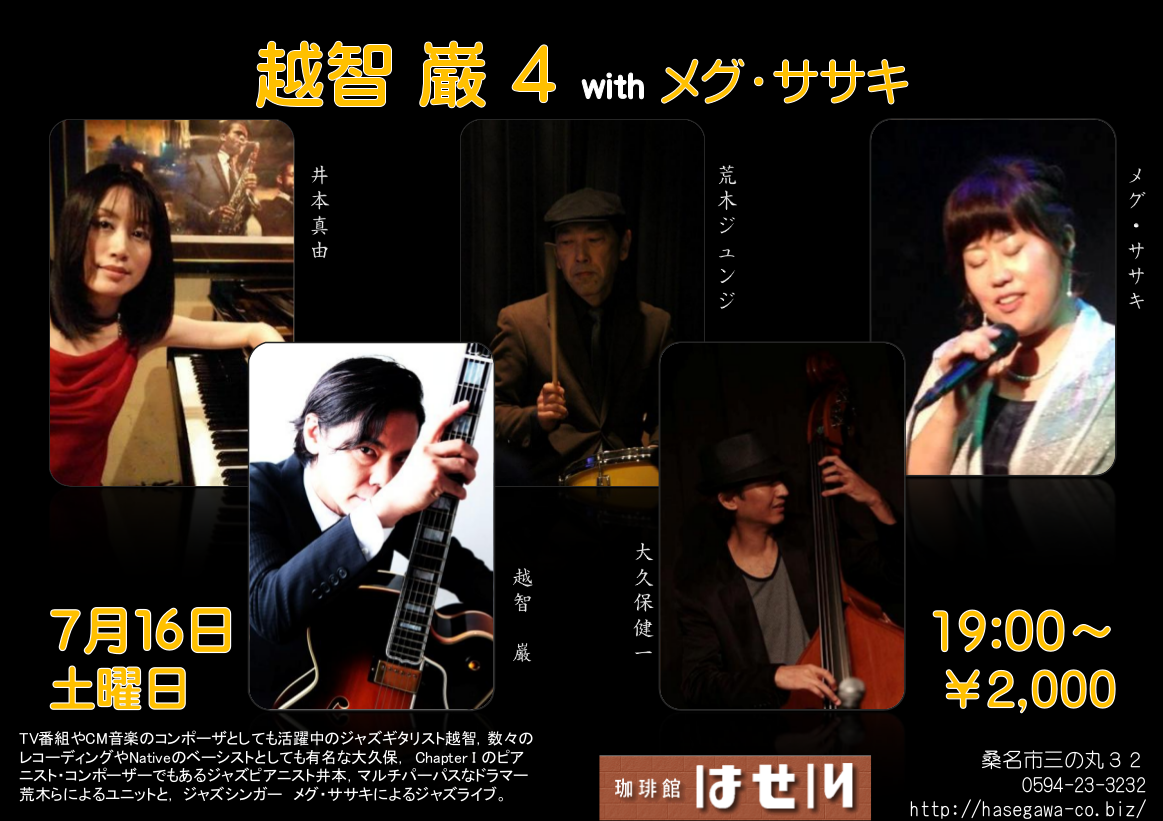 越智 巌 4 with メグ・ササキ
井本真由
荒木ジュンジ
メグ・ササキ
越智 巌
大久保健一
7月16日
土曜日
19:00～
￥2,000
TV番組やCM音楽のコンポーザとしても活躍中のジャズギタリスト越智，数々の
レコーディングやNativeのベーシストとしても有名な大久保， ChapterⅠのピア
ニスト・コンポーザーでもあるジャズピアニスト井本，マルチパーパスなドラマー
荒木らによるユニットと， ジャズシンガー メグ・ササキによるジャズライブ。
珈琲館 はせ川
桑名市三の丸３２
0594-23-3232
http://hasegawa-co.biz/